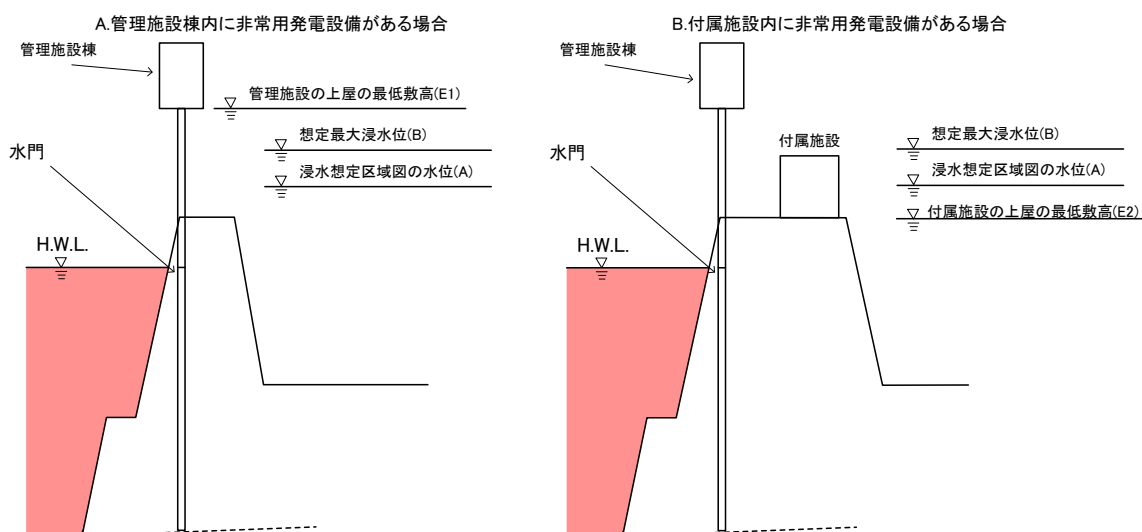 A.管理施設棟内に非常用発電設備がある場合
管理施設棟
管理施設の上屋の最低敷高(E1)
想定最大浸水位(B)
水門
浸水想定区域図の水位(A)
H.W.L.
B.付属施設内に非常用発電設備がある場合
管理施設棟
想定最大浸水位(B)
付属施設
水門
浸水想定区域図の水位(A)
付属施設の上屋の最低敷高(E2)
H.W.L.